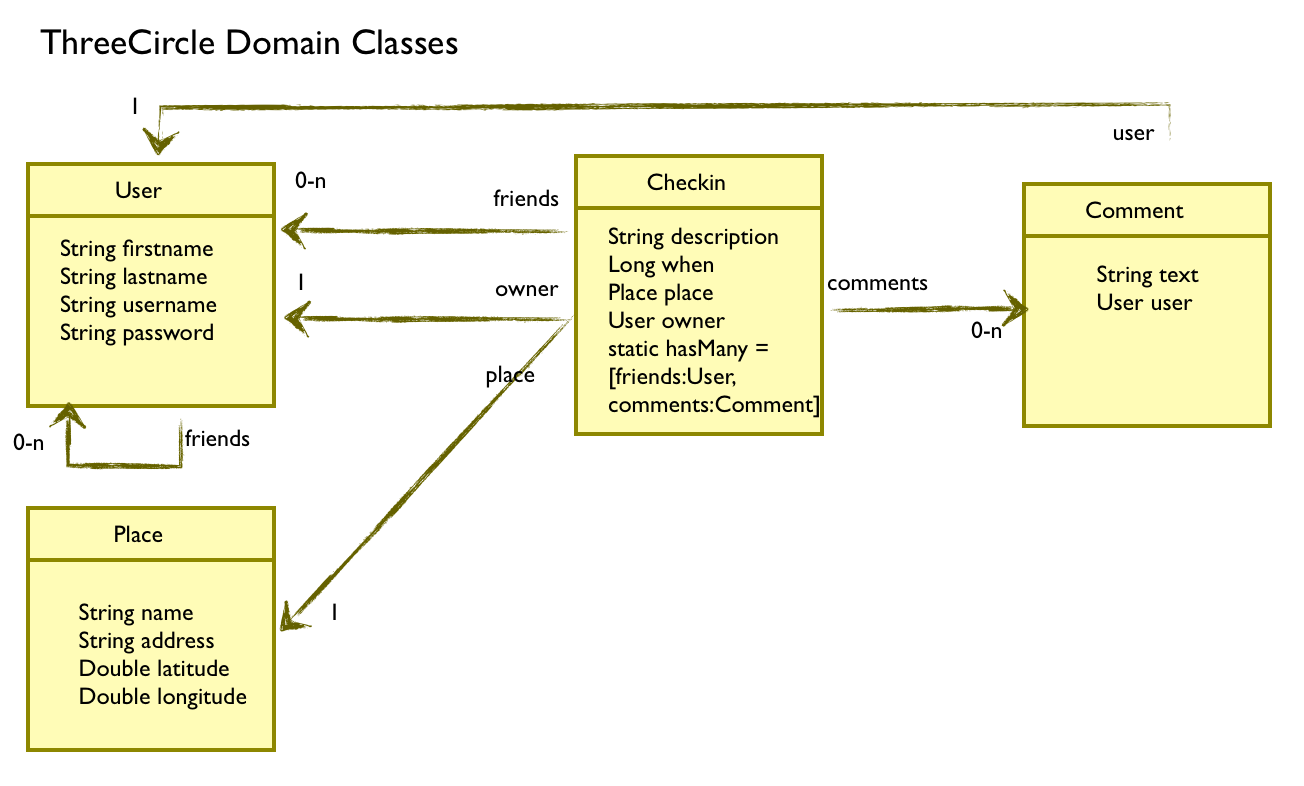 ThreeCircle Domain Classes
1
user
User
String firstname
String lastname
String username
String password
0-n
friends
1
owner
Checkin
String description
Long when
Place place
User owner
static hasMany =
[friends:User,
comments:Comment]
comments
0-n
Comment
String text
User user
place
0-n
friends
Place
String name
String address
Double latitude
Double longitude
1